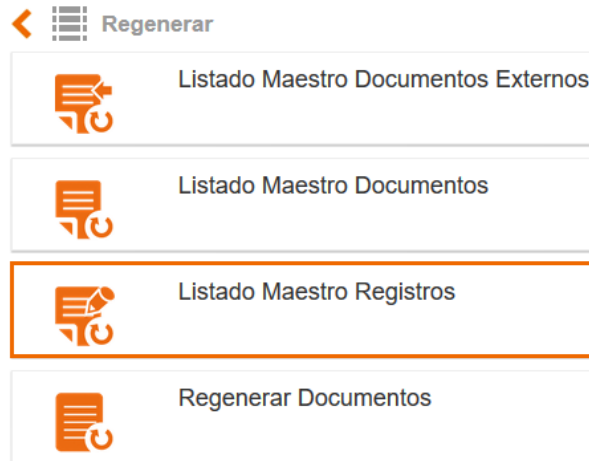 Regenerar
Listado Maestro Documentos Externos
Listado Maestro Documentos
Listado Maestro Registros
Regenerar Documentos